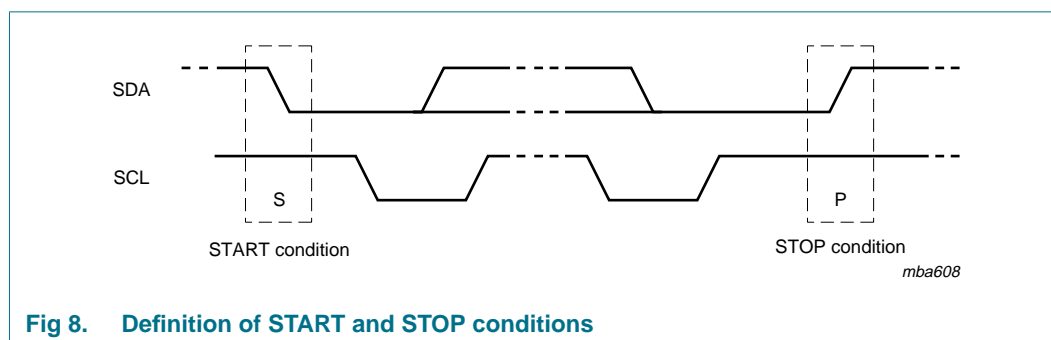 SDA
SCL
S
P
START condition
STOP condition
mba608
Fig 8. Definition of START and STOP conditions